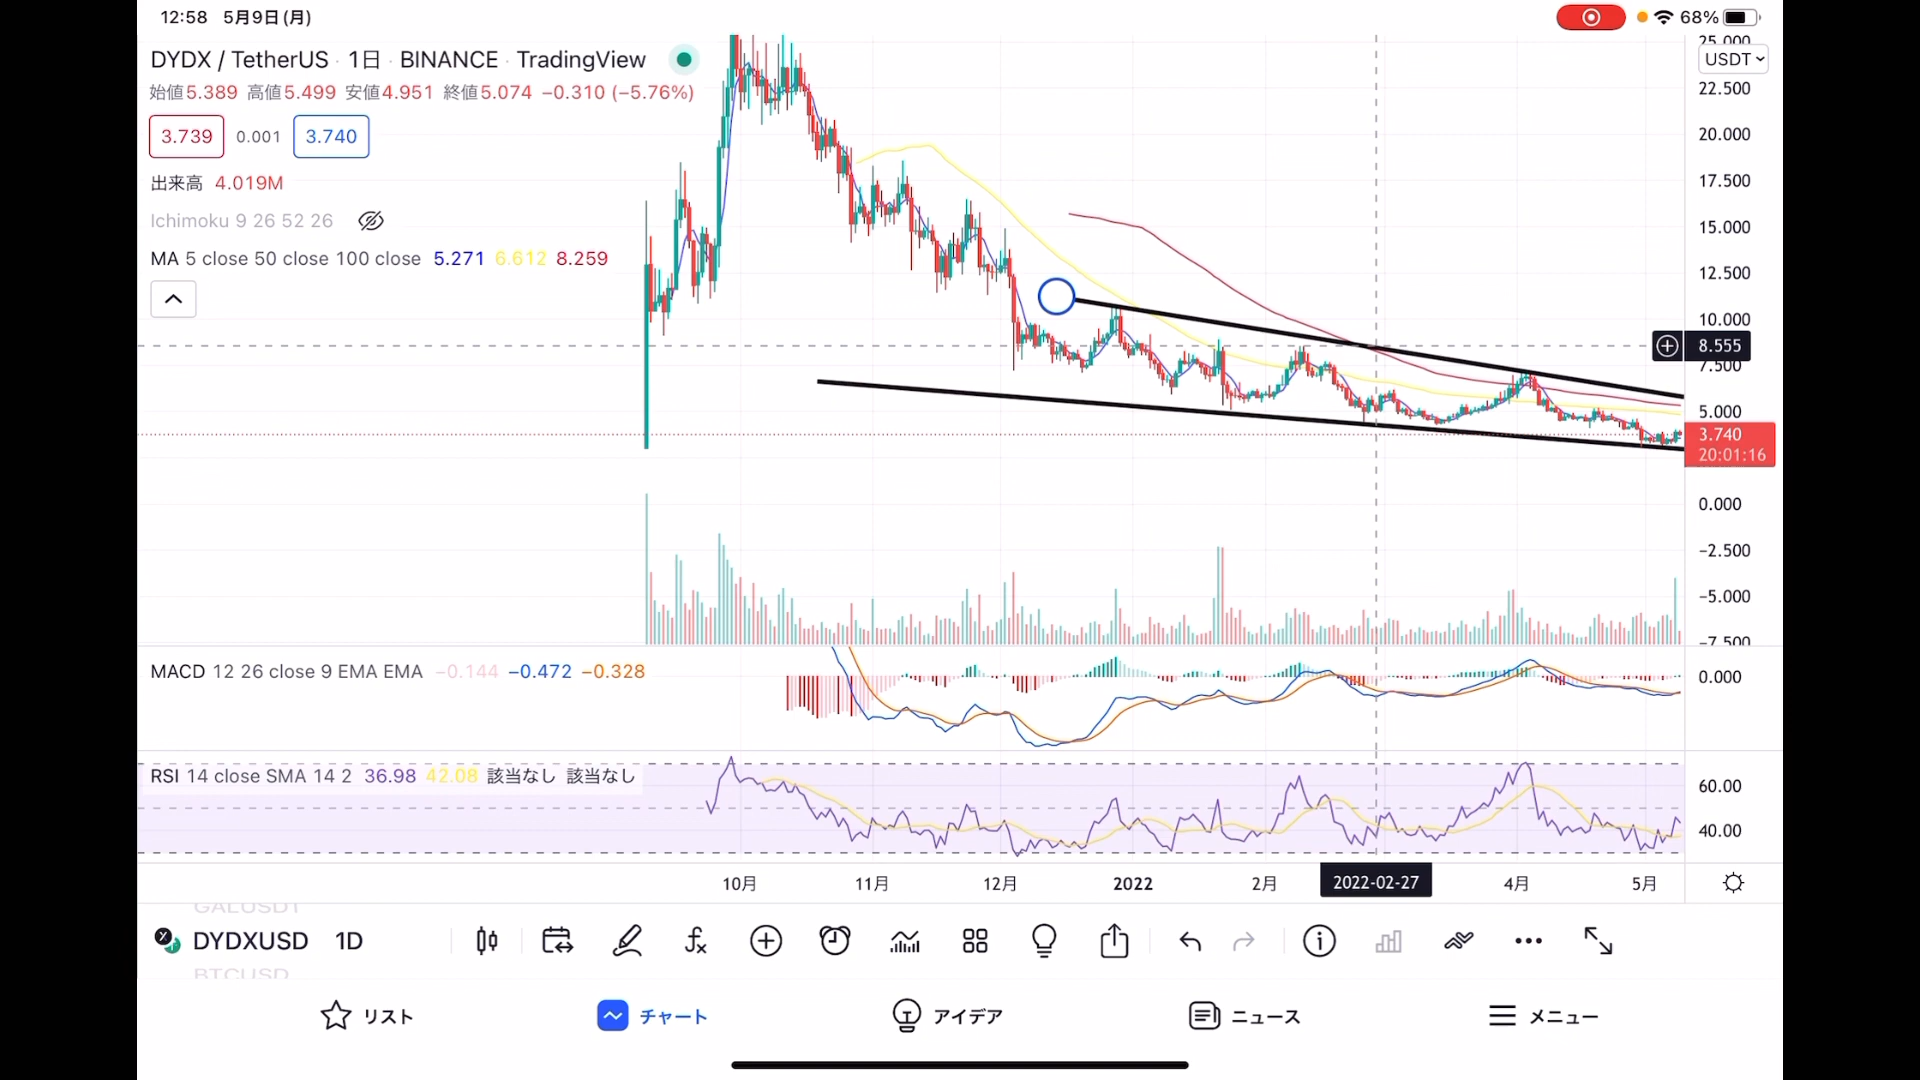 12:58 5月9日(月)
68%
DYDX / TetherUS · 1日 · BINANCE · TradingView
始値5.389 高値5.499 安値4.951 終値5.074 −0.310 (−5.76%)
3.739 0.001 3.740
出来高 4.019M
Ichimoku 9 26 52 26
MA 5 close 50 close 100 close 5.271 6.612 8.259
25.000
USDT
22.500
20.000
17.500
15.000
12.500
10.000
8.555
7.500
5.000
3.740
20:01:16
0.000
−2.500
−5.000
−7.500
MACD 12 26 close 9 EMA EMA −0.144 −0.472 −0.328
0.000
RSI 14 close SMA 14 2 36.98 42.08 該当なし 該当なし
60.00
40.00
10月 11月 12月 2022 2月 2022-02-27 4月 5月
GALUSDT
DYDXUSD 1D
BTCUSD
リスト チャート アイデア ニュース メニュー